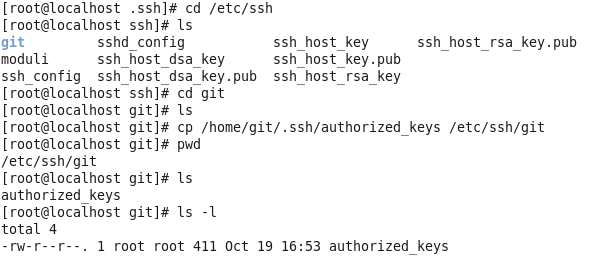 [root@localhost .ssh]# cd /etc/ssh
[root@localhost ssh]# ls
git         sshd_config           ssh_host_key      ssh_host_rsa_key.pub
moduli      ssh_host_dsa_key      ssh_host_key.pub
ssh_config  ssh_host_dsa_key.pub  ssh_host_rsa_key
[root@localhost ssh]# cd git
[root@localhost git]# ls
[root@localhost git]# cp /home/git/.ssh/authorized_keys /etc/ssh/git
[root@localhost git]# pwd
/etc/ssh/git
[root@localhost git]# ls
authorized_keys
[root@localhost git]# ls -l
total 4
-rw-r--r--. 1 root root 411 Oct 19 16:53 authorized_keys